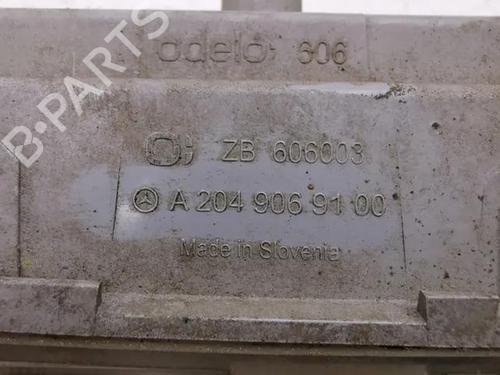 odelo 606
ZB 606003
A 204 906 91 00
Made in Slovenia
B-PARTS